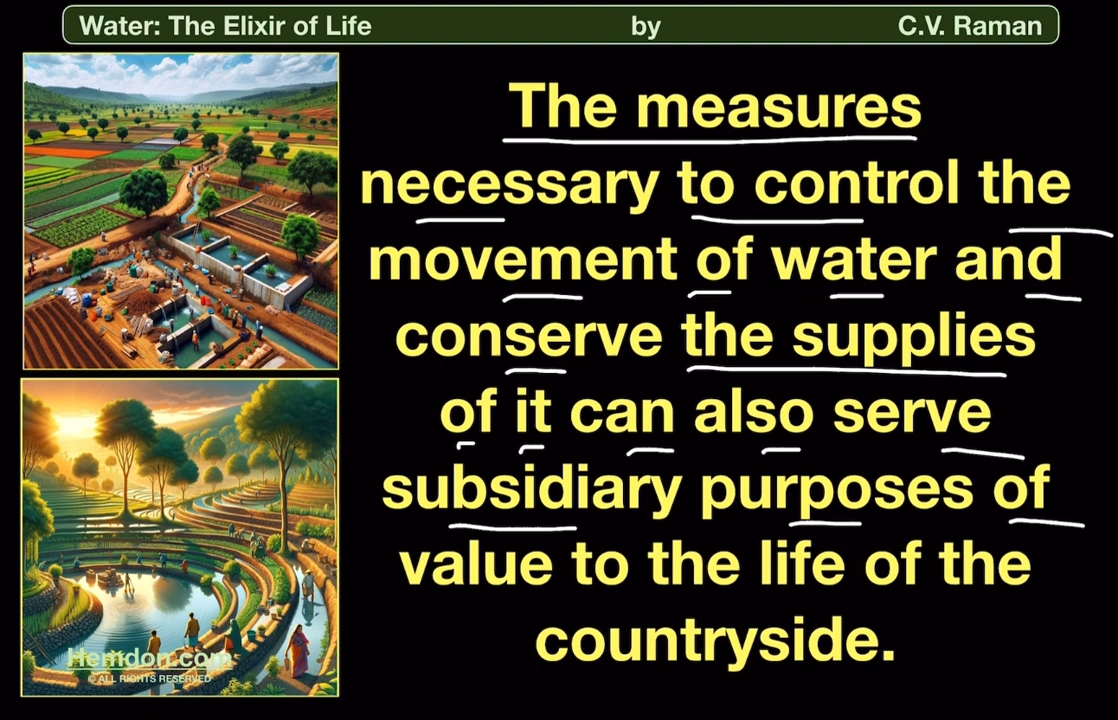 Water: The Elixir of Life by C.V. Raman
The measures
necessary to control the
movement of water and
conserve the supplies
of it can also serve
subsidiary purposes of
value to the life of the
countryside.
Hemdon.com
© ALL RIGHTS RESERVED